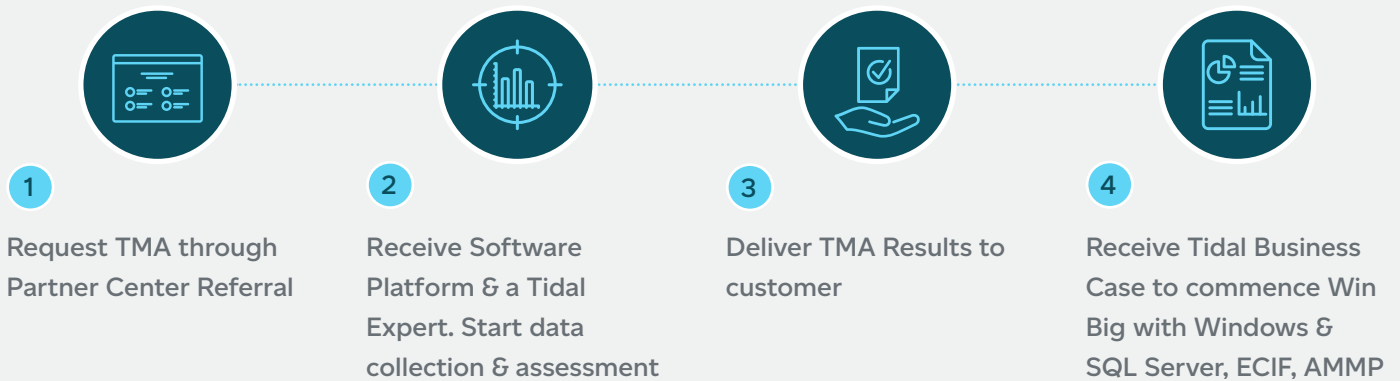 1
Request TMA through
Partner Center Referral
2
Receive Software
Platform & a Tidal
Expert. Start data
collection & assessment
3
Deliver TMA Results to
customer
4
Receive Tidal Business
Case to commence Win
Big with Windows &
SQL Server, ECIF, AMMP